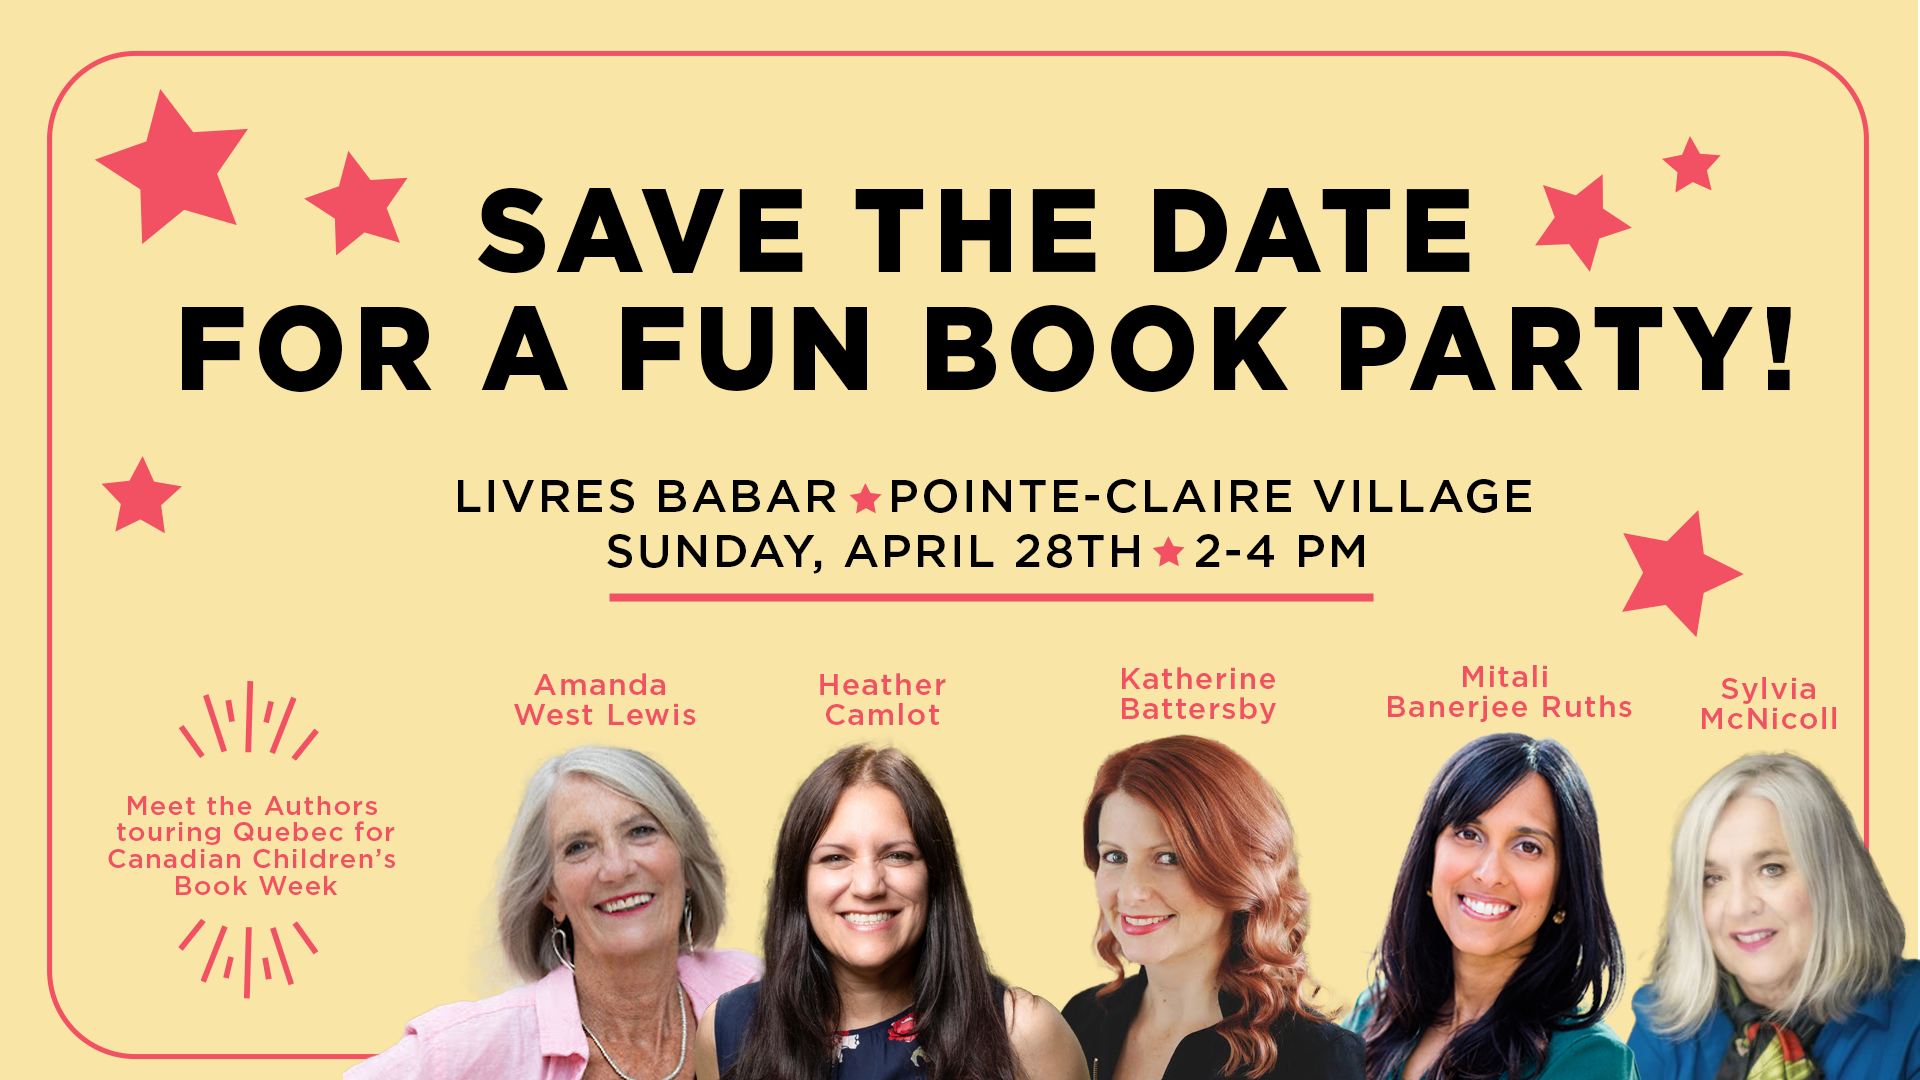 SAVE THE DATE
FOR A FUN BOOK PARTY!
LIVRES BABAR POINTE-CLAIRE VILLAGE
SUNDAY, APRIL 28TH 2-4 PM
Amanda
West Lewis
Heather
Camlot
Katherine
Battersby
Mitali
Banerjee Ruths
Sylvia
McNicoll
Meet the Authors
touring Quebec for
Canadian Children's
Book Week